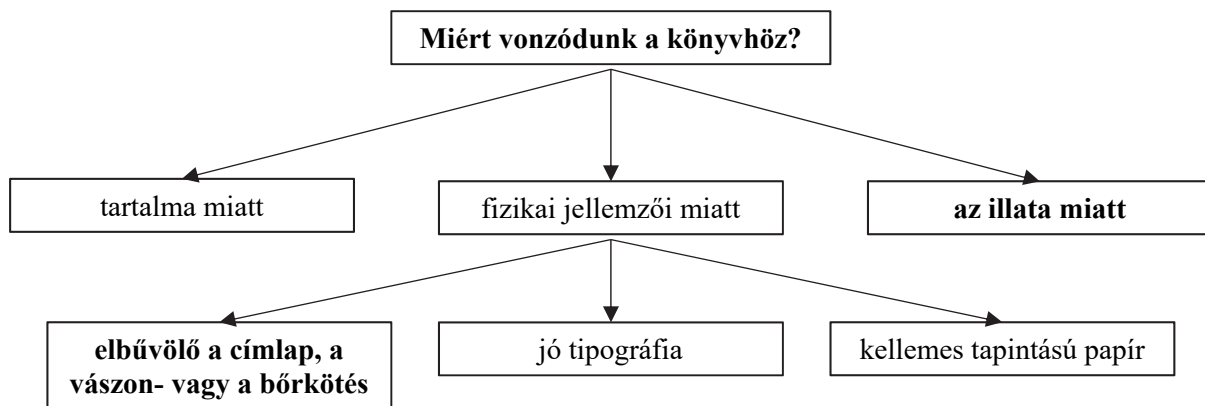 Miért vonzódunk a könyvhöz?
tartalma miatt
fizikai jellemzői miatt
az illata miatt
elbűvölő a címlap, a
vászon- vagy a bőrkötés
jó tipográfia
kellemes tapintású papír